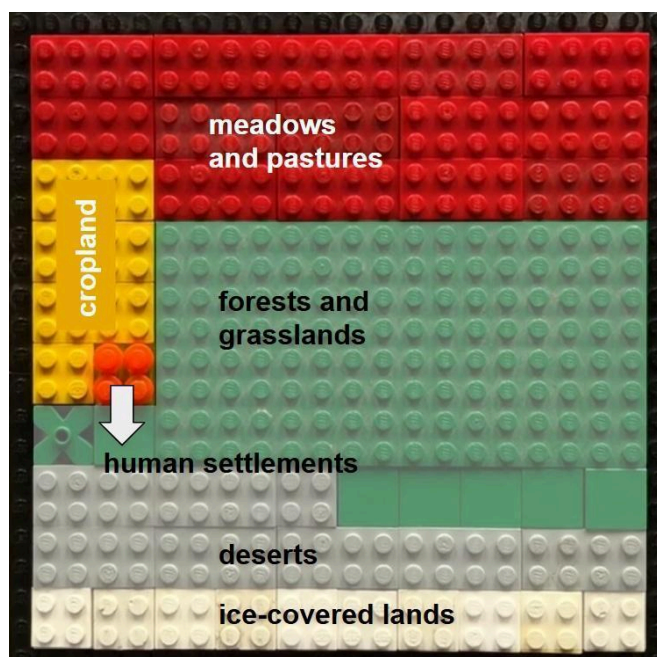 meadows
and pastures
cropland
forests and
grasslands
human settlements
deserts
ice-covered lands